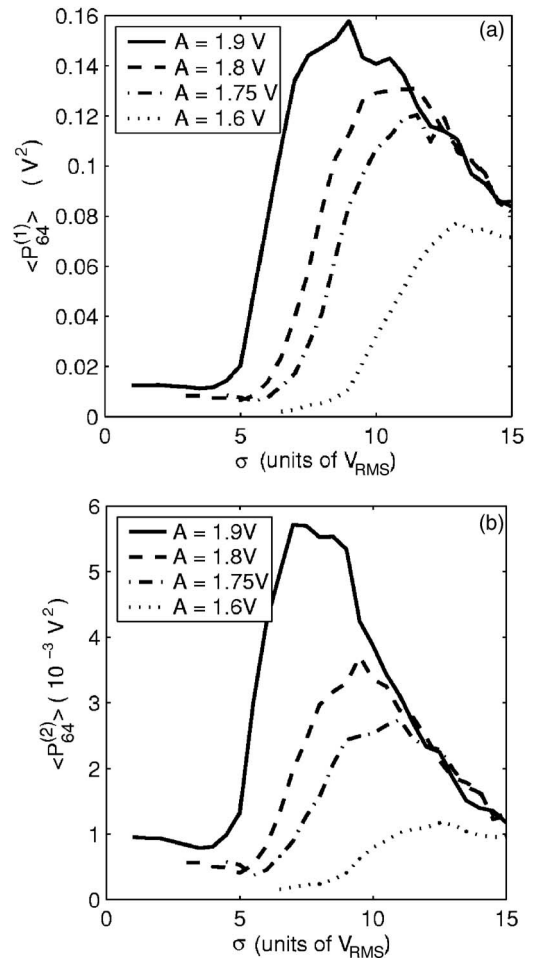 0.16
0.14
0.12
0.1
0.08
0.06
0.04
0.02
0
<P64(1)> ( V2)
A = 1.9 V
A = 1.8 V
A = 1.75 V
A = 1.6 V
(a)
0 5 10 15
σ (units of VRMS)
6
5
4
3
2
1
0
<P64(2)> ( 10−3 V2)
A = 1.9V
A = 1.8V
A = 1.75V
A = 1.6V
(b)
0 5 10 15
σ (units of VRMS)